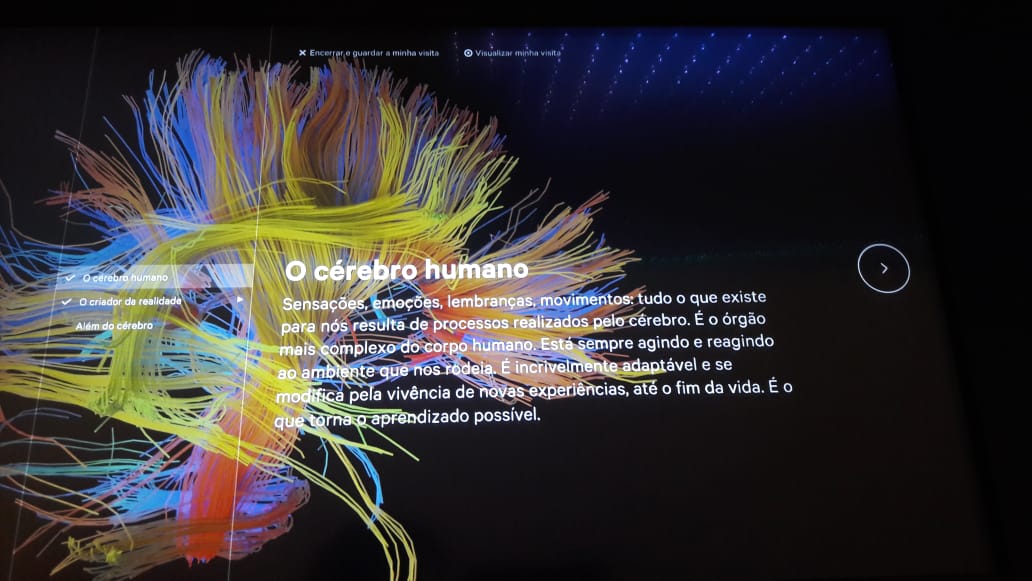 Encerrar e guardar a minha visita
Visualizar minha visita
O cérebro humano
O criador da realidade
Além do cérebro
O cérebro humano
Sensações, emoções, lembranças, movimentos: tudo o que existe
para nós resulta de processos realizados pelo cérebro. É o órgão
mais complexo do corpo humano. Está sempre agindo e reagindo
ao ambiente que nos rodeia. É incrivelmente adaptável e se
modifica pela vivência de novas experiências, até o fim da vida. É o
que torna o aprendizado possível.